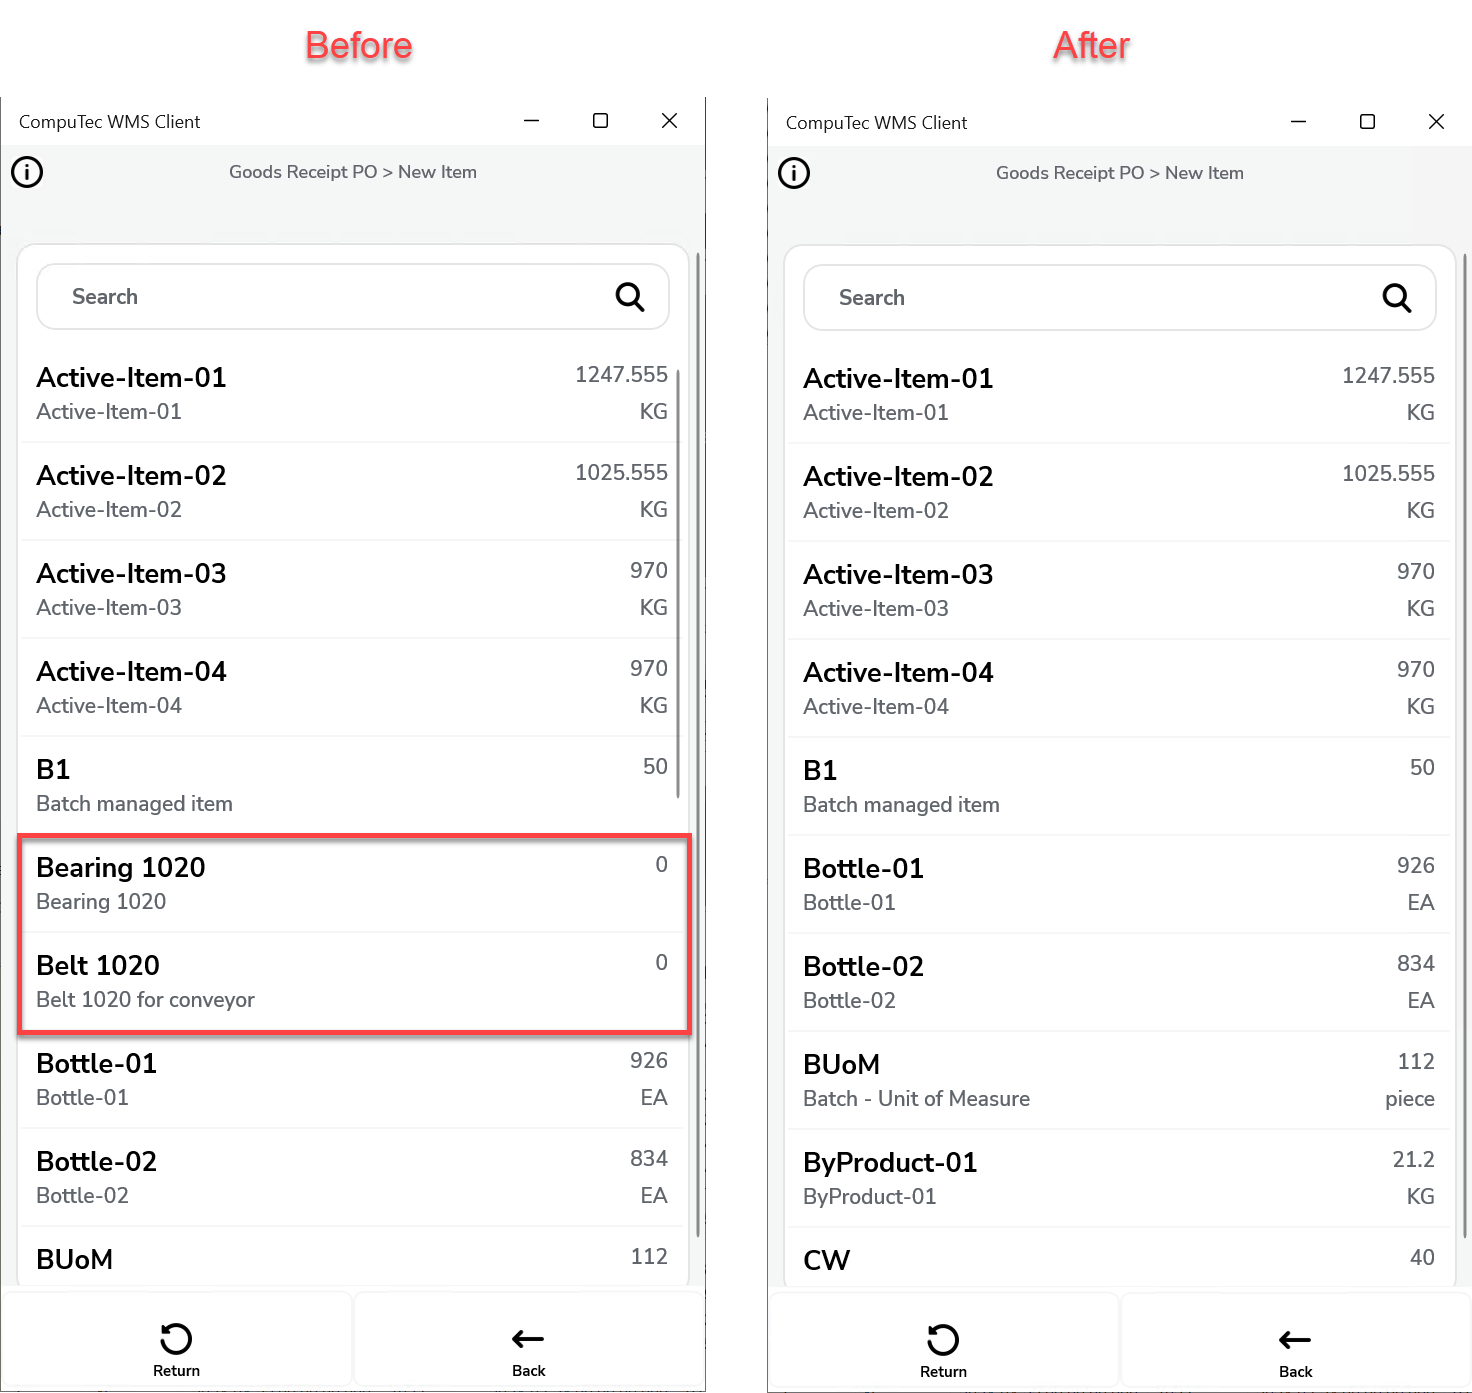 Before
CompuTec WMS Client
Goods Receipt PO > New Item
Search
Active-Item-01 1247.555
Active-Item-01 KG
Active-Item-02 1025.555
Active-Item-02 KG
Active-Item-03 970
Active-Item-03 KG
Active-Item-04 970
Active-Item-04 KG
B1 50
Batch managed item
Bearing 1020 0
Bearing 1020
Belt 1020 0
Belt 1020 for conveyor
Bottle-01 926
Bottle-01 EA
Bottle-02 834
Bottle-02 EA
BUoM 112
Return Back
After
CompuTec WMS Client
Goods Receipt PO > New Item
Search
Active-Item-01 1247.555
Active-Item-01 KG
Active-Item-02 1025.555
Active-Item-02 KG
Active-Item-03 970
Active-Item-03 KG
Active-Item-04 970
Active-Item-04 KG
B1 50
Batch managed item
Bottle-01 926
Bottle-01 EA
Bottle-02 834
Bottle-02 EA
BUoM 112
Batch - Unit of Measure piece
ByProduct-01 21.2
ByProduct-01 KG
CW 40
Return Back